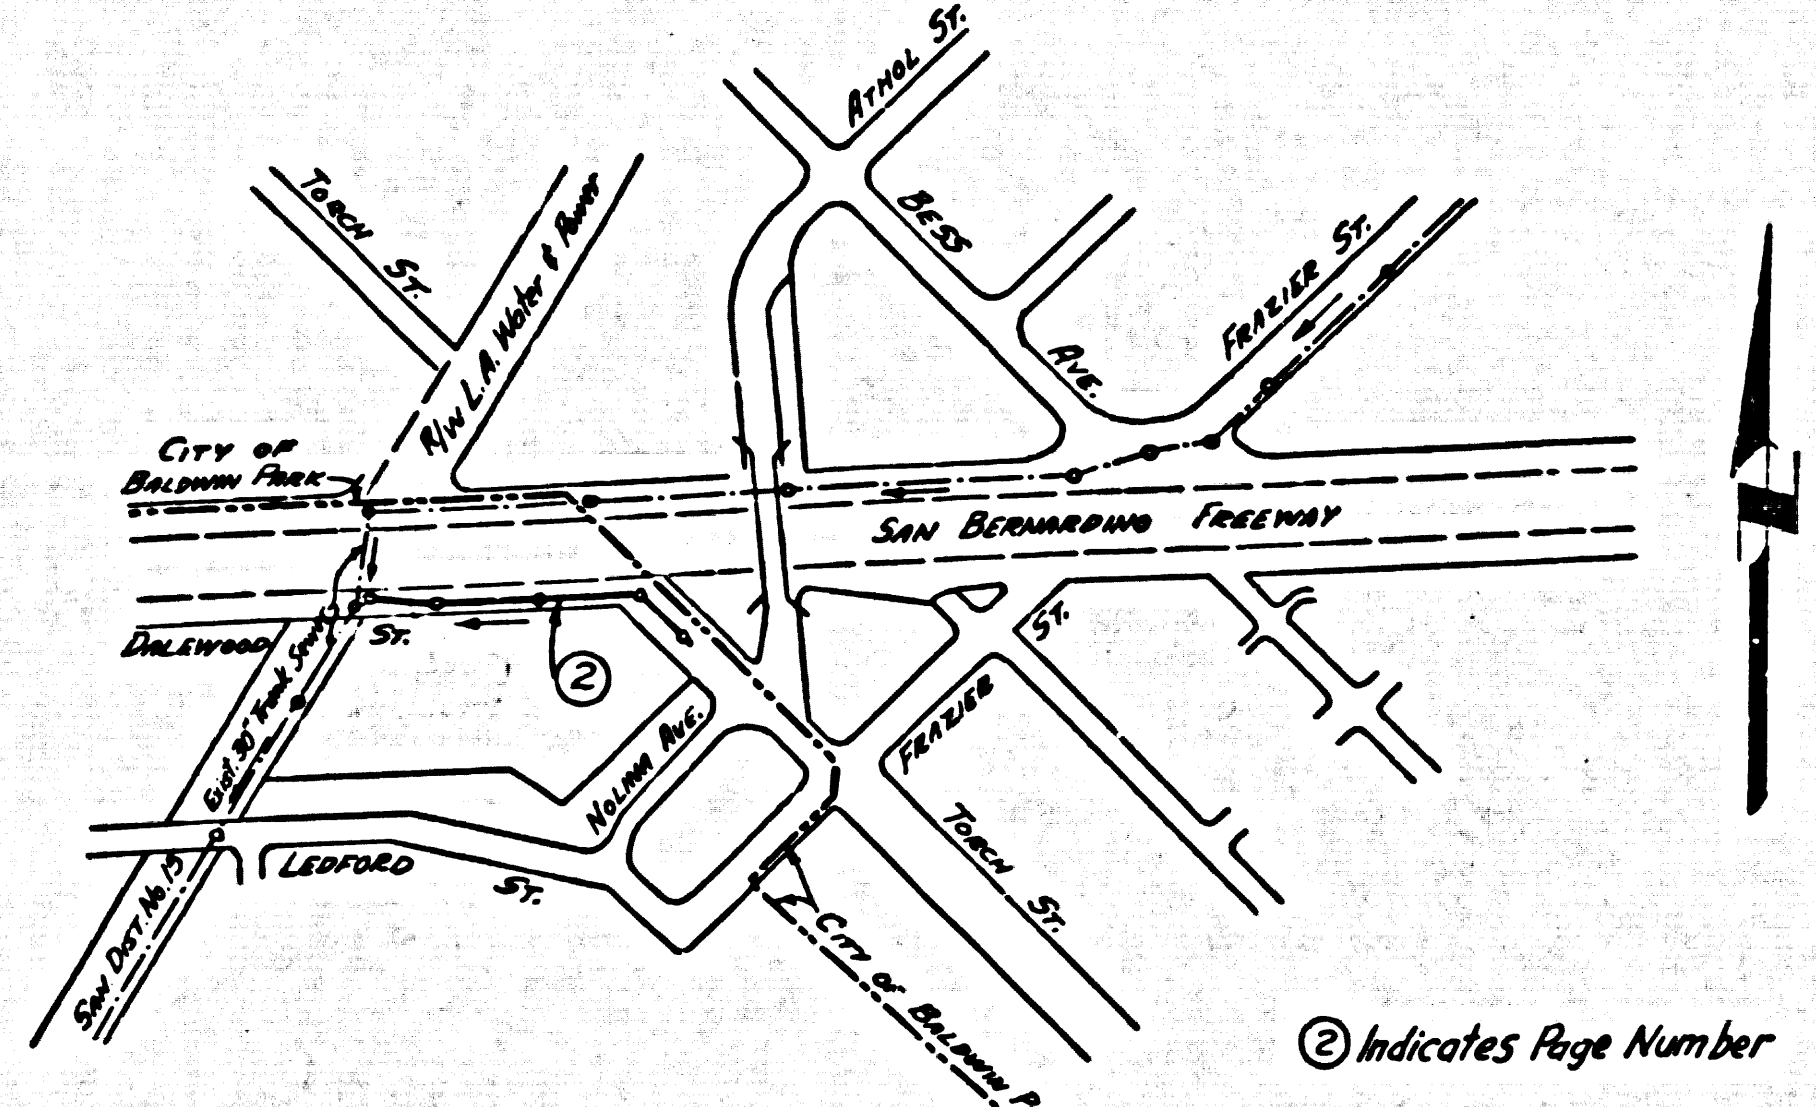 ATHOL ST.
TORCH ST.
R/W L.A. Water & Power
BESS AVE.
FRAZIER ST.
CITY OF
BALDWIN PARK
SAN BERNARDINO FREEWAY
DALEWOOD ST.
Exist. 30" Trunk Sewer
2
ST.
FRAZIER
NOLINA AVE.
TORCH ST.
LEDFORD ST.
SAN. DIST. No. 15
CITY OF BALDWIN P
2 Indicates Page Number